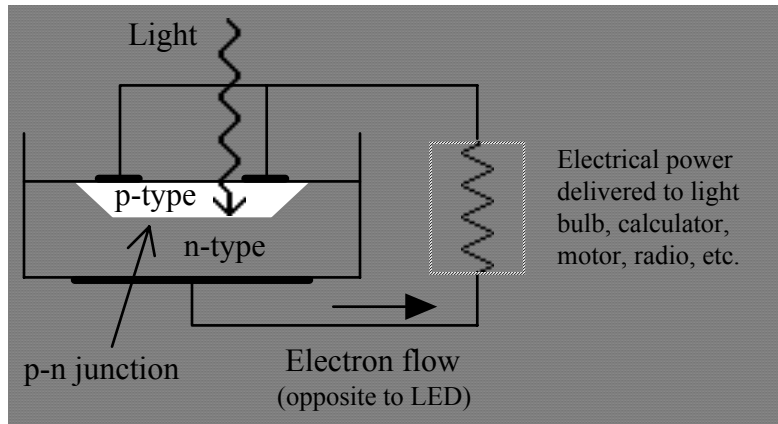 Light
p-type
n-type
p-n junction
Electron flow
(opposite to LED)
Electrical power
delivered to light
bulb, calculator,
motor, radio, etc.